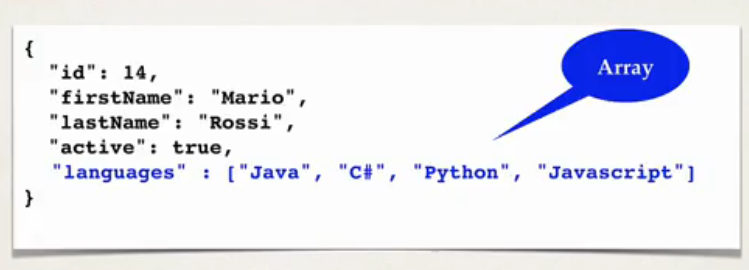 {
"id": 14,
Array
"firstName": "Mario",
"lastName": "Rossi",
"active": true,
"languages" : ["Java", "C#", "Python", "Javascript"]
}